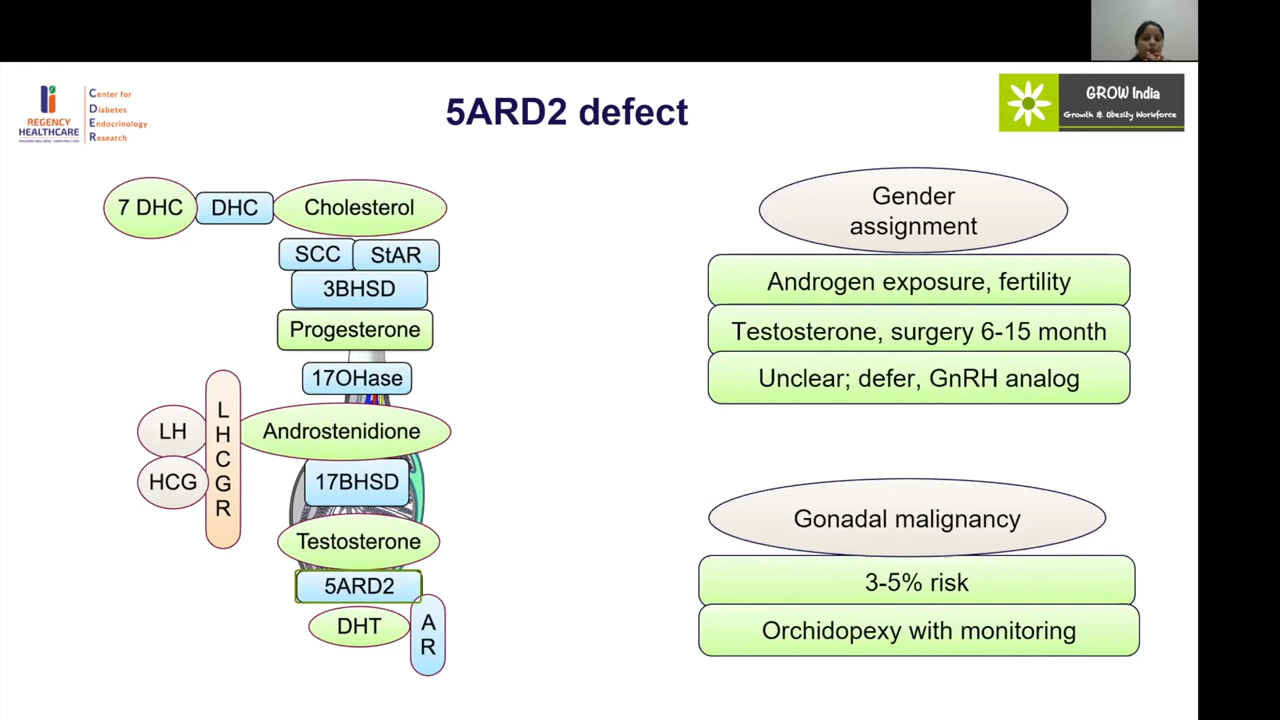 5ARD2 defect
REGENCY
HEALTHCARE
Center for
Diabetes
Endocrinology
Research
GROW India
Growth & Obesity Workforce
7 DHC
DHC
Cholesterol
SCC
StAR
3BHSD
Progesterone
17OHase
LH
HCG
L
H
C
G
R
Androstenidione
17BHSD
Testosterone
5ARD2
DHT
A
R
Gender
assignment
Androgen exposure, fertility
Testosterone, surgery 6-15 month
Unclear; defer, GnRH analog
Gonadal malignancy
3-5% risk
Orchidopexy with monitoring